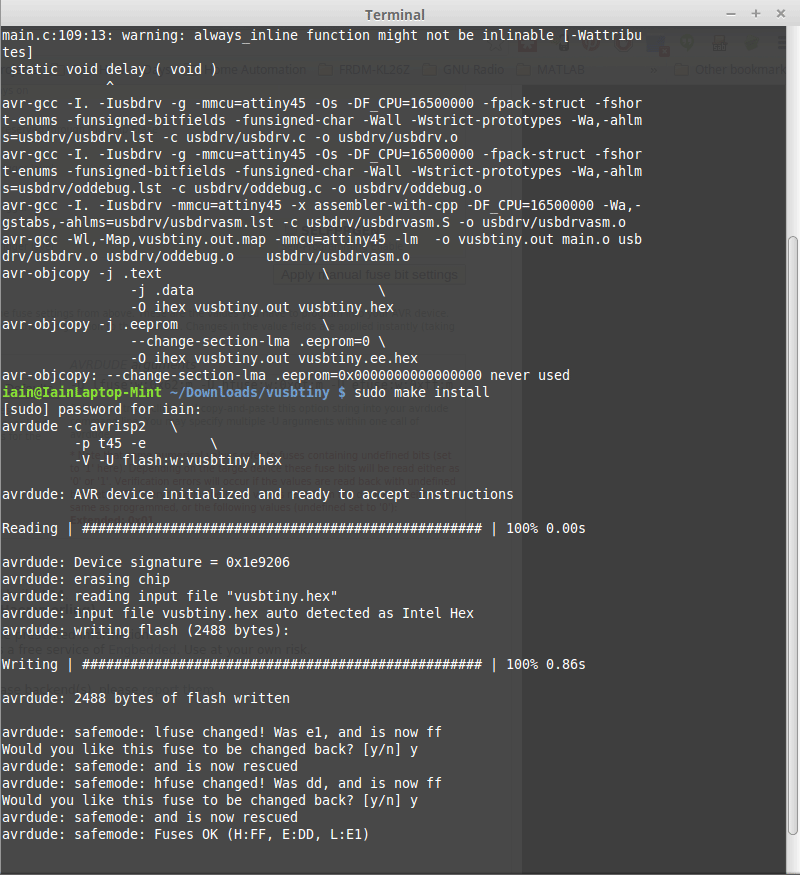 Terminal
main.c:109:13: warning: always_inline function might not be inlinable [-Wattribu
tes]
 static void delay ( void )
             ^
avr-gcc -I. -Iusbdrv -g -mmcu=attiny45 -Os -DF_CPU=16500000 -fpack-struct -fshor
t-enums -funsigned-bitfields -funsigned-char -Wall -Wstrict-prototypes -Wa,-ahlm
s=usbdrv/usbdrv.lst -c usbdrv/usbdrv.c -o usbdrv/usbdrv.o
avr-gcc -I. -Iusbdrv -g -mmcu=attiny45 -Os -DF_CPU=16500000 -fpack-struct -fshor
t-enums -funsigned-bitfields -funsigned-char -Wall -Wstrict-prototypes -Wa,-ahlm
s=usbdrv/oddebug.lst -c usbdrv/oddebug.c -o usbdrv/oddebug.o
avr-gcc -I. -Iusbdrv -mmcu=attiny45 -x assembler-with-cpp -DF_CPU=16500000 -Wa,-
gstabs,-ahlms=usbdrv/usbdrvasm.lst -c usbdrv/usbdrvasm.S -o usbdrv/usbdrvasm.o
avr-gcc -Wl,-Map,vusbtiny.out.map -mmcu=attiny45 -lm  -o vusbtiny.out main.o usb
drv/usbdrv.o usbdrv/oddebug.o    usbdrv/usbdrvasm.o
avr-objcopy -j .text                    \
                -j .data                       \
                -O ihex vusbtiny.out vusbtiny.hex
avr-objcopy -j .eeprom                  \
                --change-section-lma .eeprom=0 \
                -O ihex vusbtiny.out vusbtiny.ee.hex
avr-objcopy: --change-section-lma .eeprom=0x0000000000000000 never used
iain@IainLaptop-Mint ~/Downloads/vusbtiny $ sudo make install
[sudo] password for iain:
avrdude -c avrisp2   \
         -p t45 -e        \
         -V -U flash:w:vusbtiny.hex
avrdude: AVR device initialized and ready to accept instructions
Reading | ################################################## | 100% 0.00s
avrdude: Device signature = 0x1e9206
avrdude: erasing chip
avrdude: reading input file "vusbtiny.hex"
avrdude: input file vusbtiny.hex auto detected as Intel Hex
avrdude: writing flash (2488 bytes):
Writing | ################################################## | 100% 0.86s
avrdude: 2488 bytes of flash written
avrdude: safemode: lfuse changed! Was e1, and is now ff
Would you like this fuse to be changed back? [y/n] y
avrdude: safemode: and is now rescued
avrdude: safemode: hfuse changed! Was dd, and is now ff
Would you like this fuse to be changed back? [y/n] y
avrdude: safemode: and is now rescued
avrdude: safemode: Fuses OK (H:FF, E:DD, L:E1)